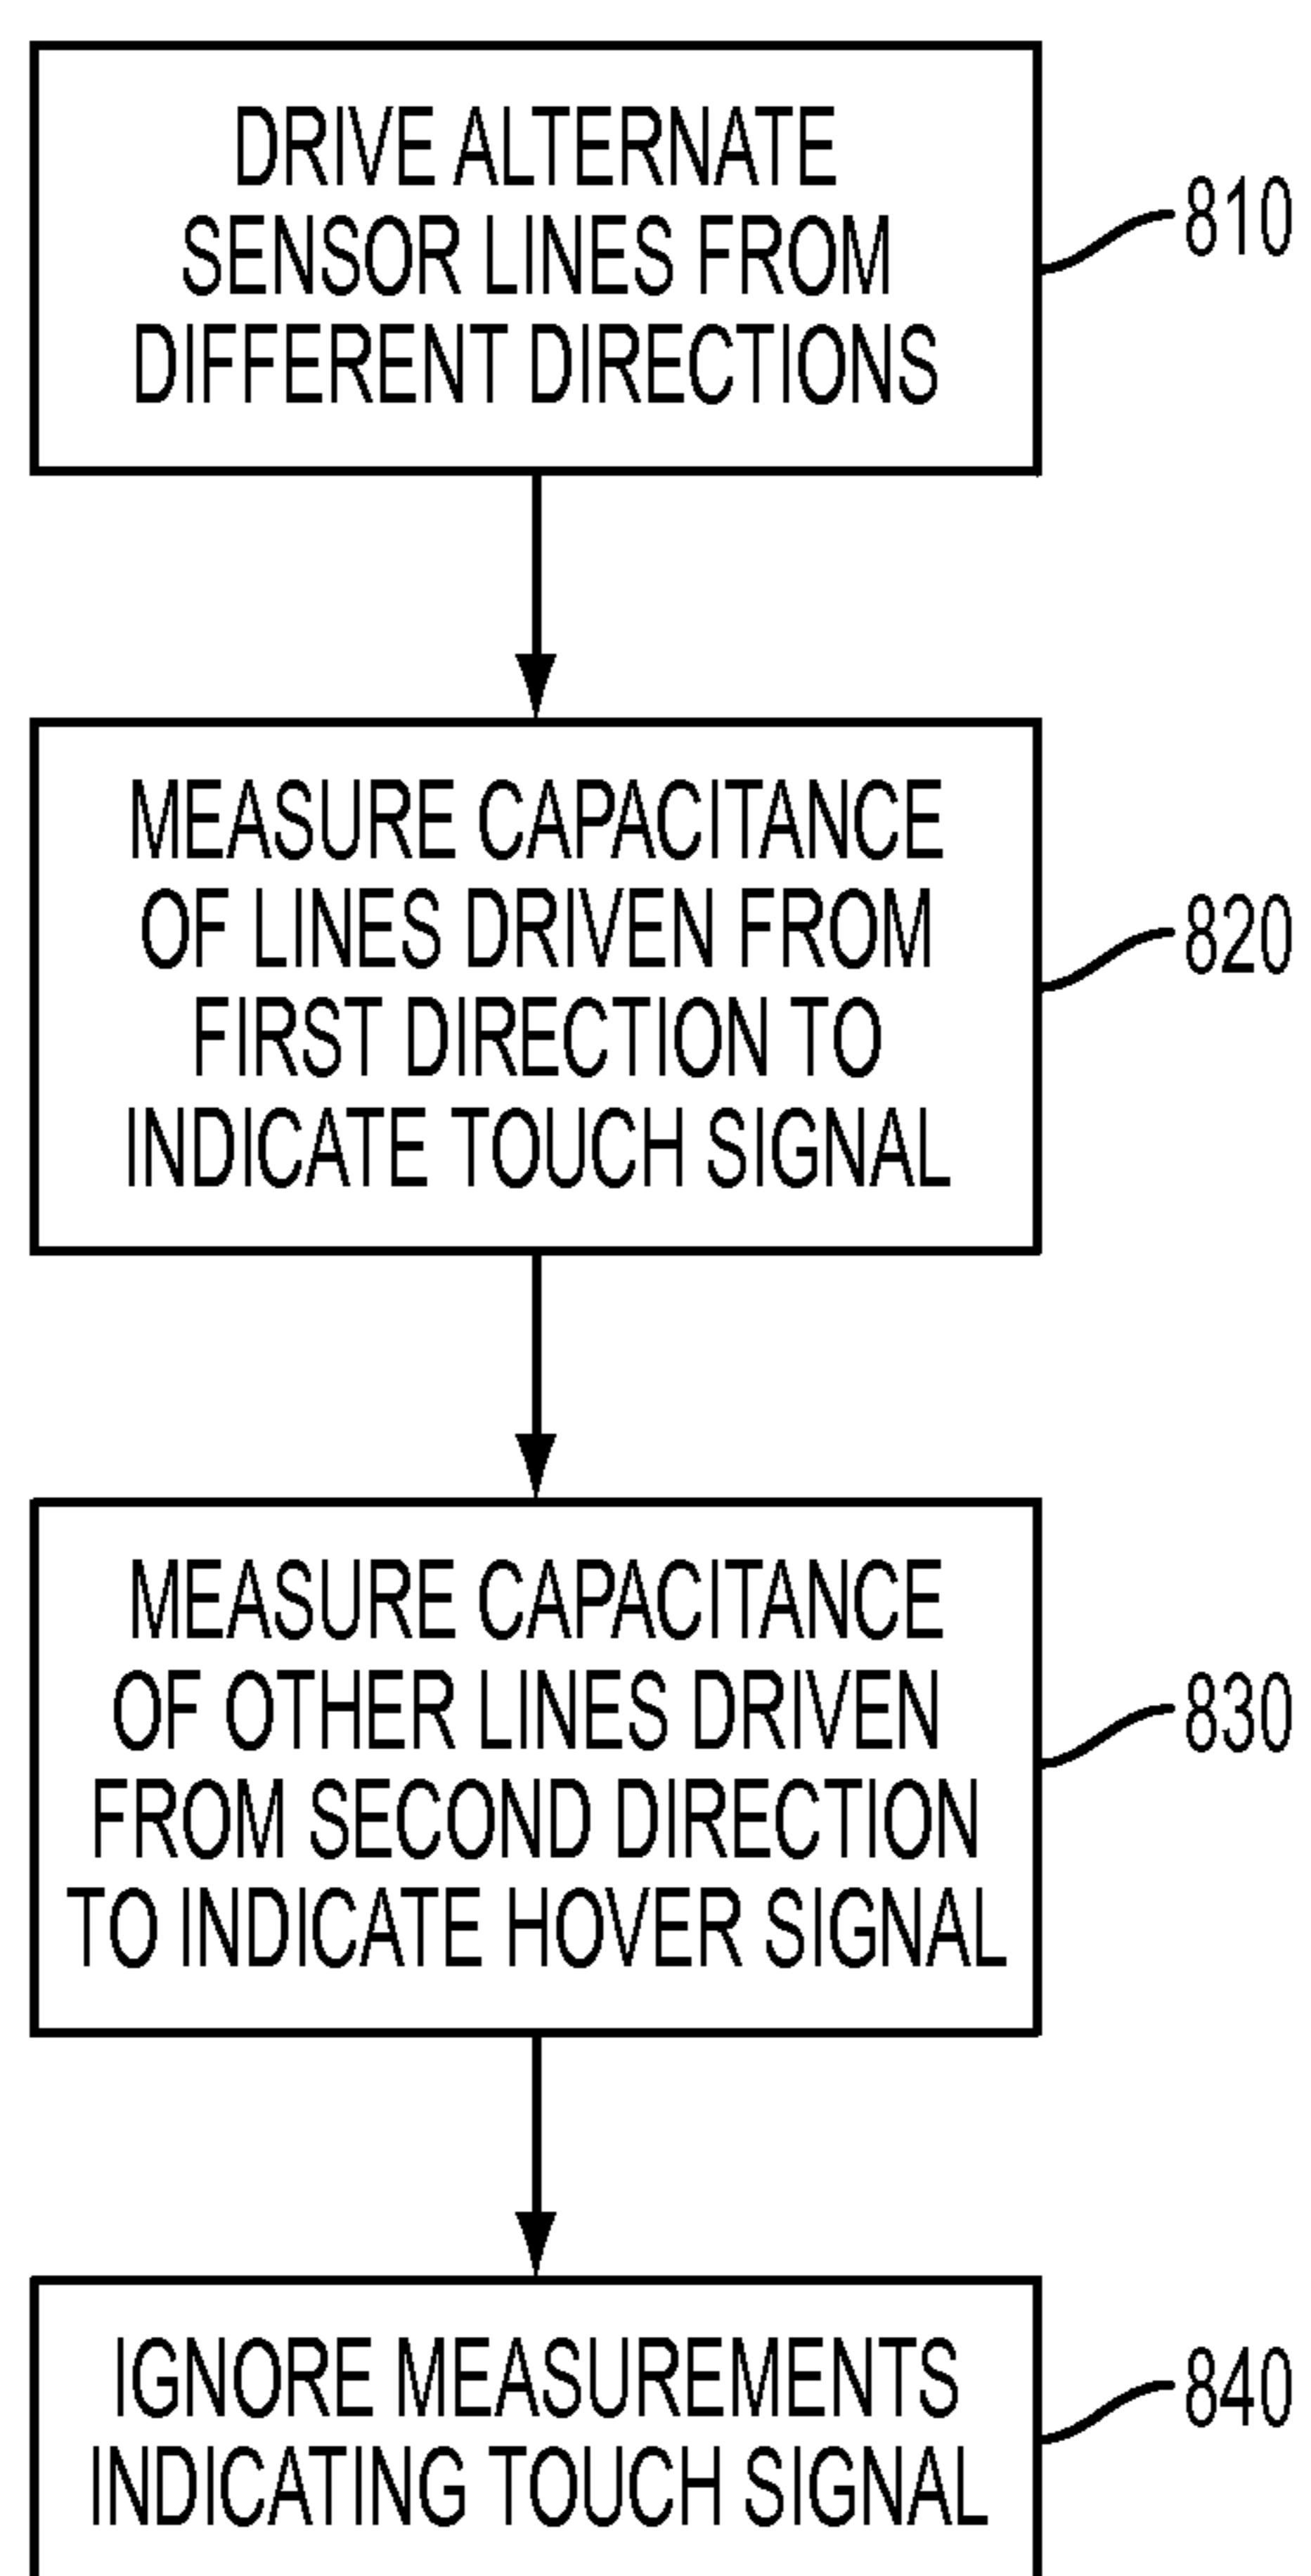 DRIVE ALTERNATE
SENSOR LINES FROM
DIFFERENT DIRECTIONS
810
MEASURE CAPACITANCE
OF LINES DRIVEN FROM
FIRST DIRECTION TO
INDICATE TOUCH SIGNAL
820
MEASURE CAPACITANCE
OF OTHER LINES DRIVEN
FROM SECOND DIRECTION
TO INDICATE HOVER SIGNAL
830
IGNORE MEASUREMENTS
INDICATING TOUCH SIGNAL
840